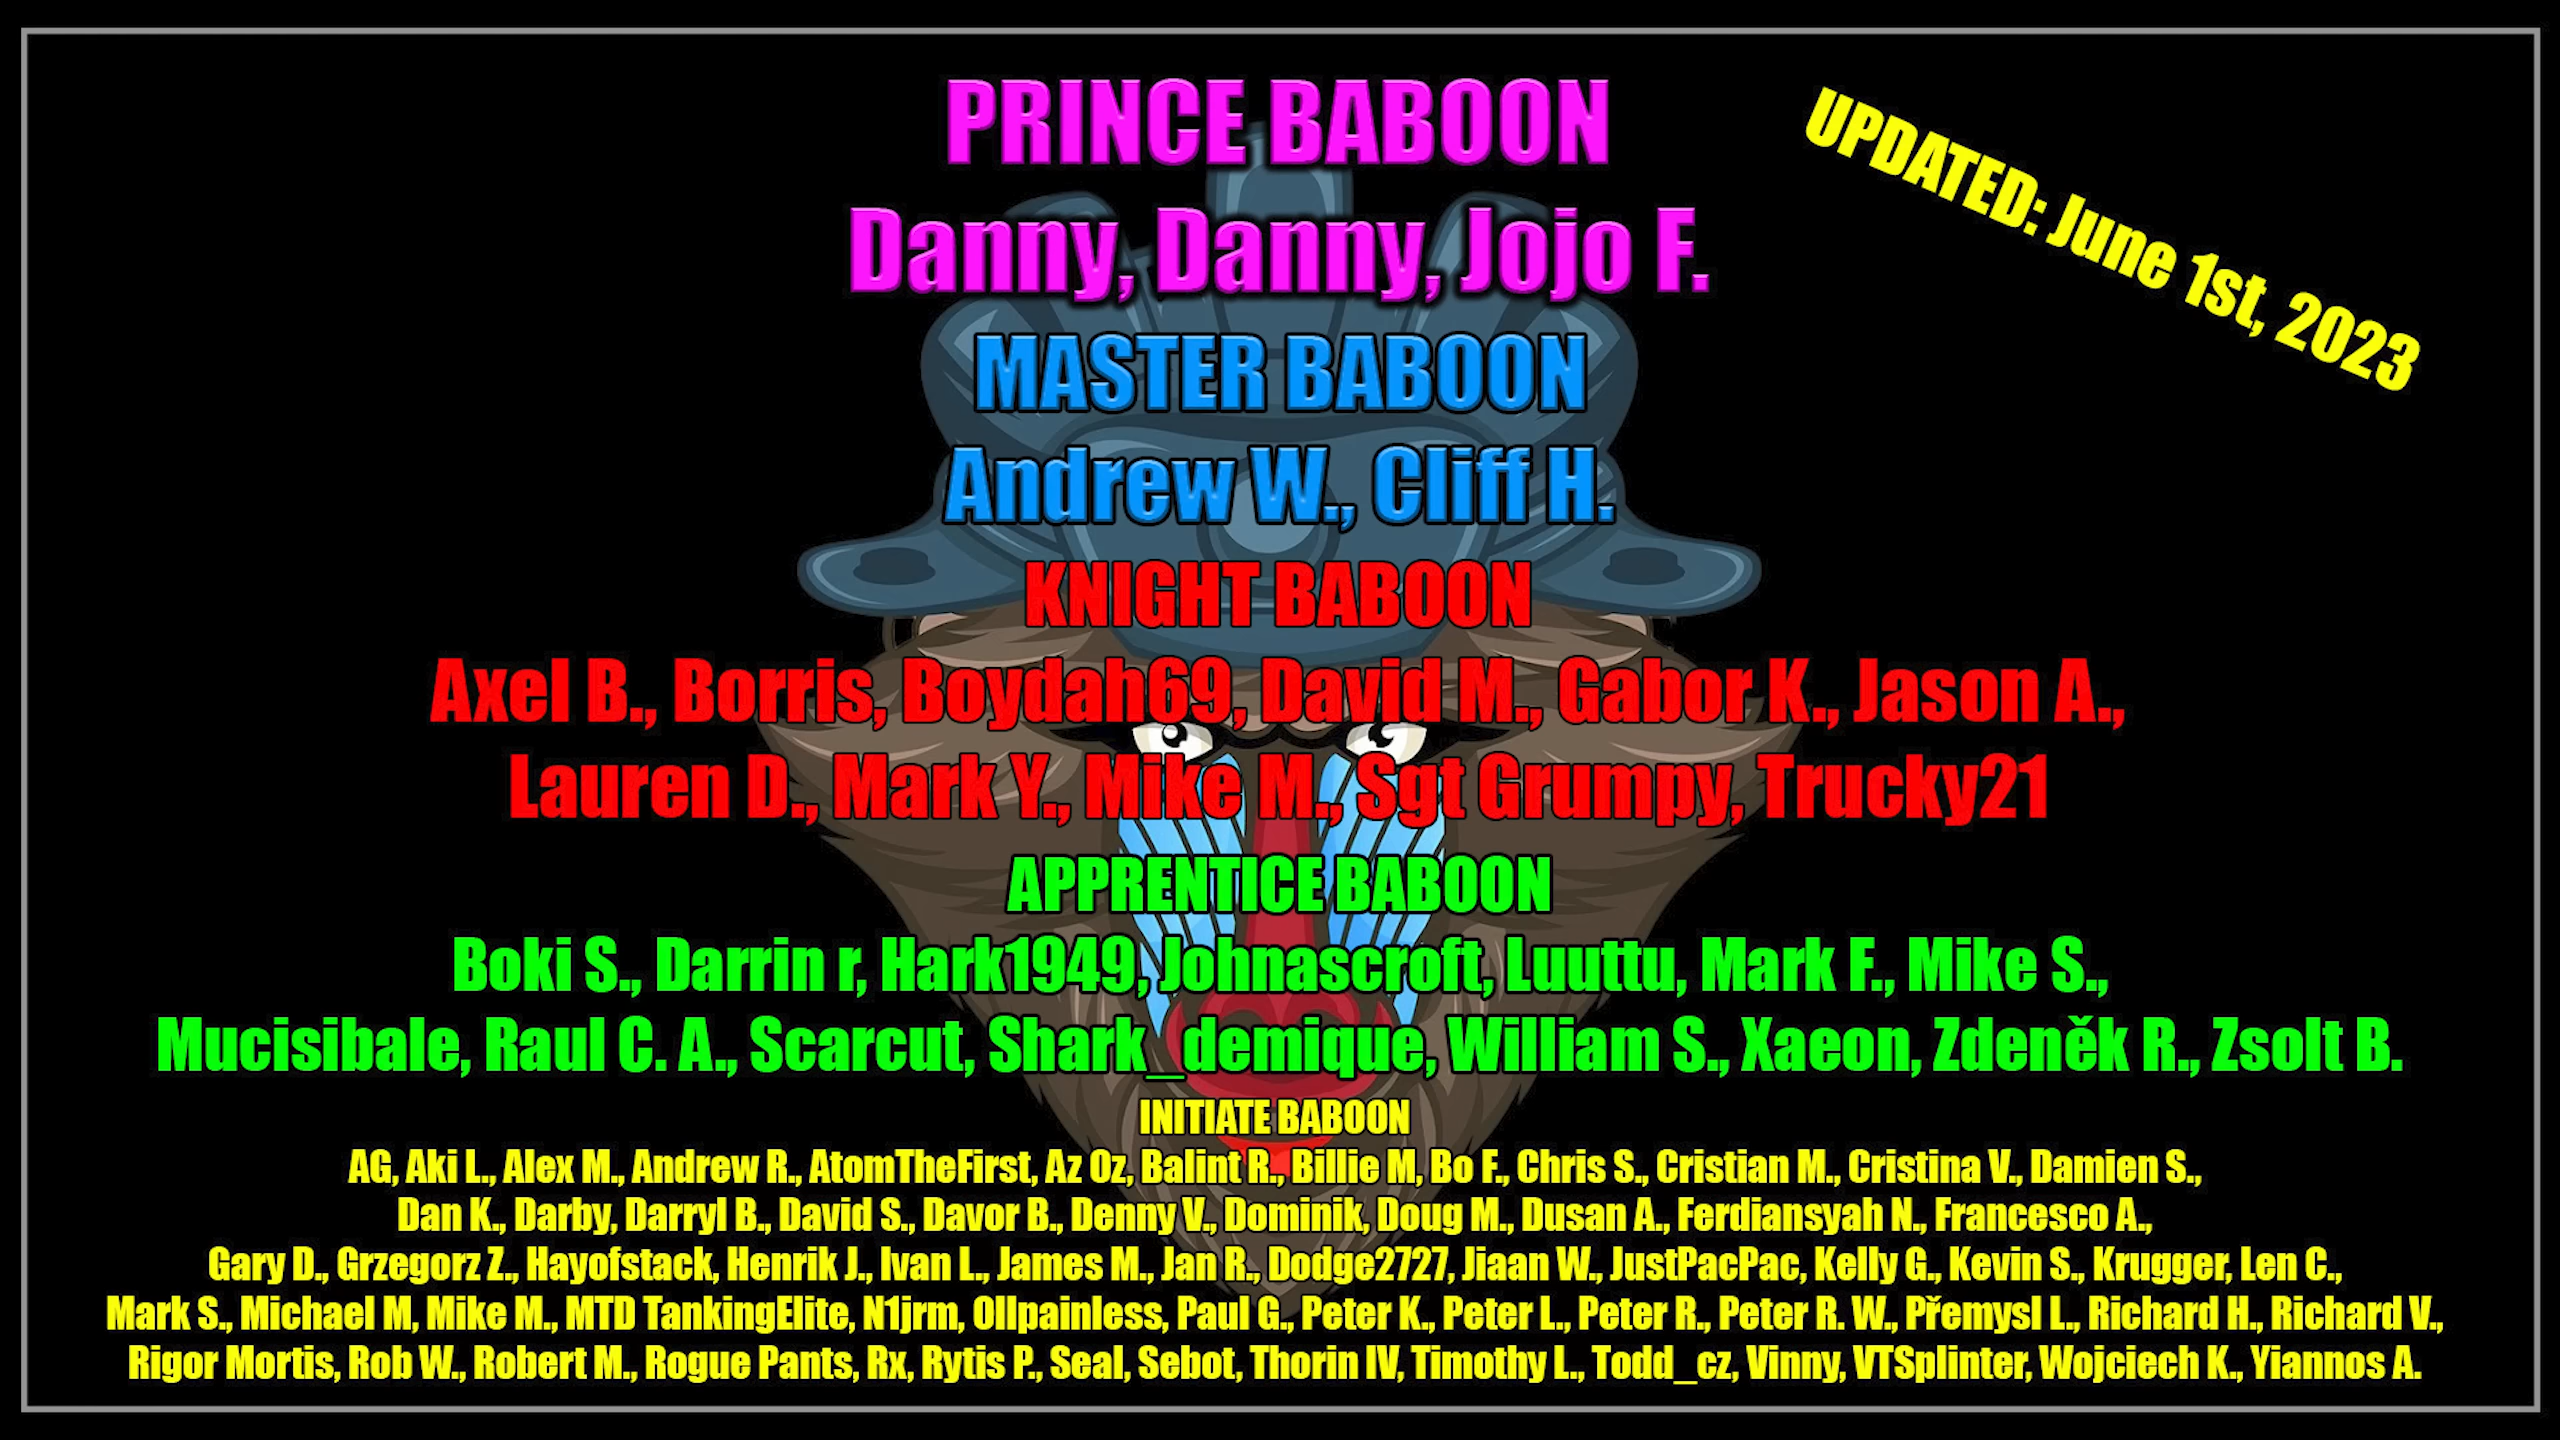 PRINCE BABOON
UPDATED: June 1st, 2023
Danny, Danny, Jojo F.
MASTER BABOON
Andrew W., Cliff H.
KNIGHT BABOON
Axel B., Borris, Boydah69, David M., Gabor K., Jason A.,
Lauren D., Mark Y., Mike M., Sgt Grumpy, Trucky21
APPRENTICE BABOON
Boki S., Darrin r, Hark1949, Johnascroft, Luuttu, Mark F., Mike S.,
Mucisibale, Raul C. A., Scarcut, Shark_demique, William S., Xaeon, Zdeněk R., Zsolt B.
INITIATE BABOON
AG, Aki L., Alex M., Andrew R., AtomTheFirst, Az Oz, Balint R., Billie M, Bo F., Chris S., Cristian M., Cristina V., Damien S.,
Dan K., Darby, Darryl B., David S., Davor B., Denny V., Dominik, Doug M., Dusan A., Ferdiansyah N., Francesco A.,
Gary D., Grzegorz Z., Hayofstack, Henrik J., Ivan L., James M., Jan R., Dodge2727, Jiaan W., JustPacPac, Kelly G., Kevin S., Krugger, Len C.,
Mark S., Michael M, Mike M., MTD TankingElite, N1jrm, Ollpainless, Paul G., Peter K., Peter L., Peter R., Peter R. W., Přemysl L., Richard H., Richard V.,
Rigor Mortis, Rob W., Robert M., Rogue Pants, Rx, Rytis P., Seal, Sebot, Thorin IV, Timothy L., Todd_cz, Vinny, VTSplinter, Wojciech K., Yiannos A.